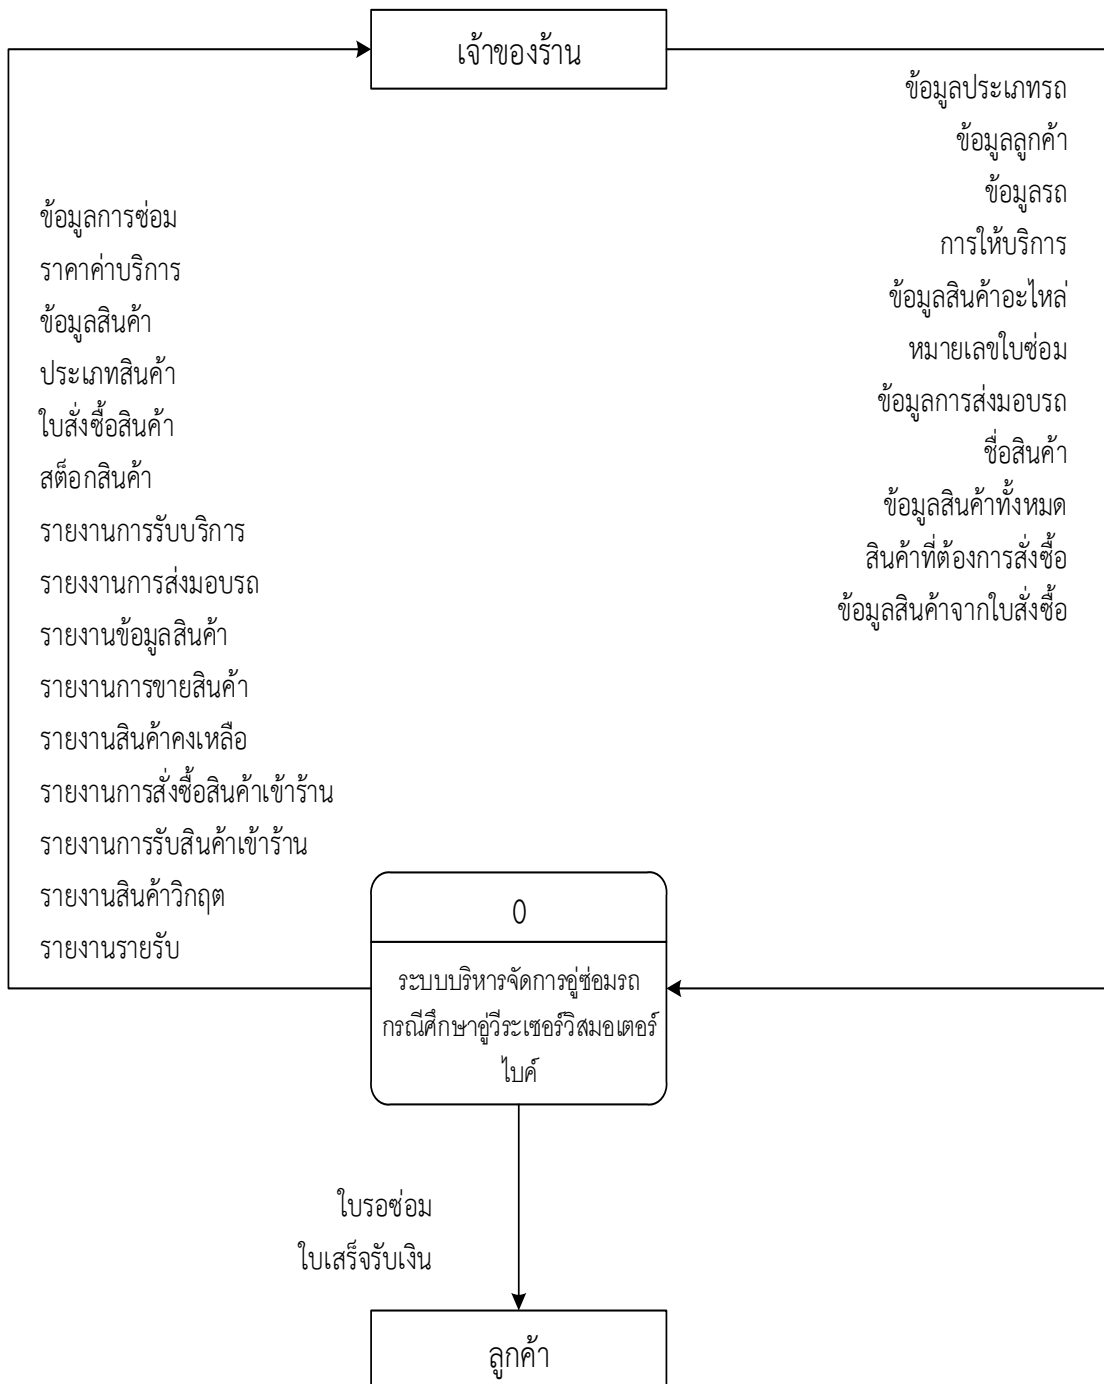 เจ้าของร้าน
ข้อมูลประเภทรถ
ข้อมูลลูกค้า
ข้อมูลรถ
การให้บริการ
ข้อมูลสินค้าอะไหล่
หมายเลขใบซ่อม
ข้อมูลการส่งมอบรถ
ชื่อสินค้า
ข้อมูลสินค้าทั้งหมด
สินค้าที่ต้องการสั่งซื้อ
ข้อมูลสินค้าจากใบสั่งซื้อ
ข้อมูลการซ่อม
ราคาค่าบริการ
ข้อมูลสินค้า
ประเภทสินค้า
ใบสั่งซื้อสินค้า
สต็อกสินค้า
รายงานการรับบริการ
รายงงานการส่งมอบรถ
รายงานข้อมูลสินค้า
รายงานการขายสินค้า
รายงานสินค้าคงเหลือ
รายงานการสั่งซื้อสินค้าเข้าร้าน
รายงานการรับสินค้าเข้าร้าน
รายงานสินค้าวิกฤต
รายงานรายรับ
0
ระบบบริหารจัดการอู่ซ่อมรถ
กรณีศึกษาอู่วีระเซอร์วิสมอเตอร์
ไบค์
ใบรอซ่อม
ใบเสร็จรับเงิน
ลูกค้า